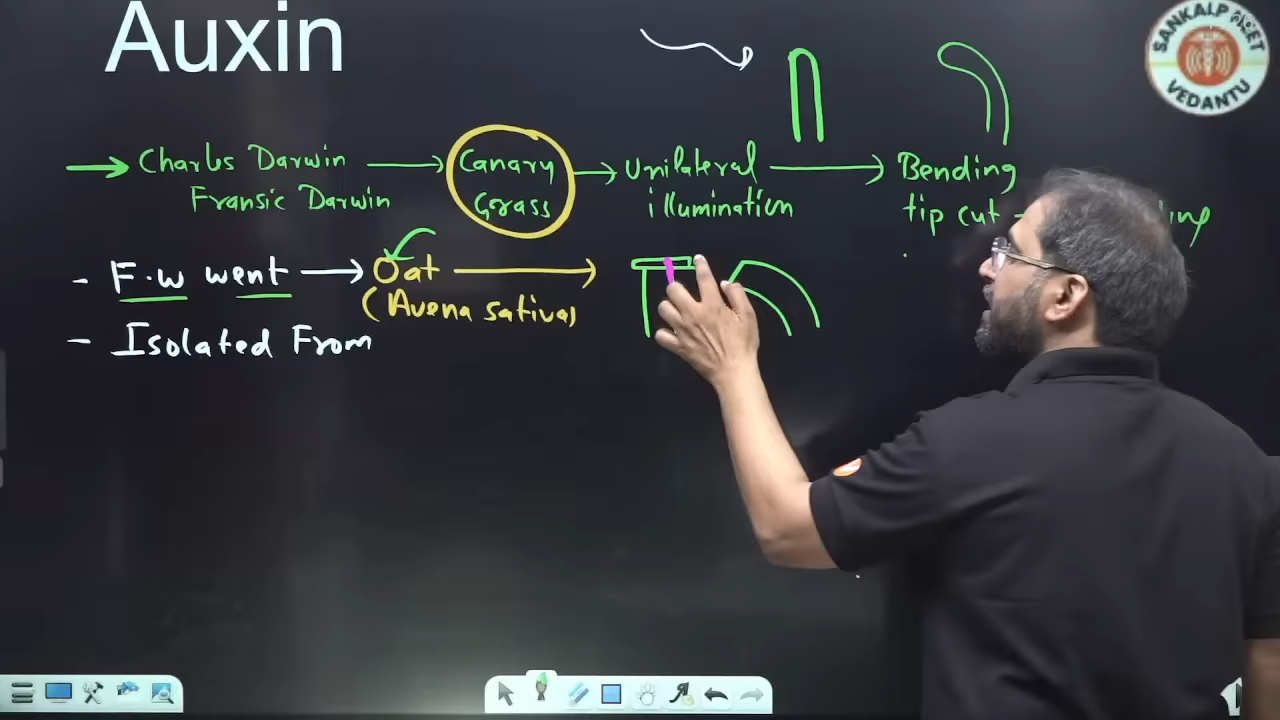 Auxin
SANKALP NEET
VEDANTU
Charles Darwin
Fransic Darwin
Canary
Grass
Unilateral
illumination
Bending
tip cut
- F.W went
Oat
(Avena sativa)
- Isolated From